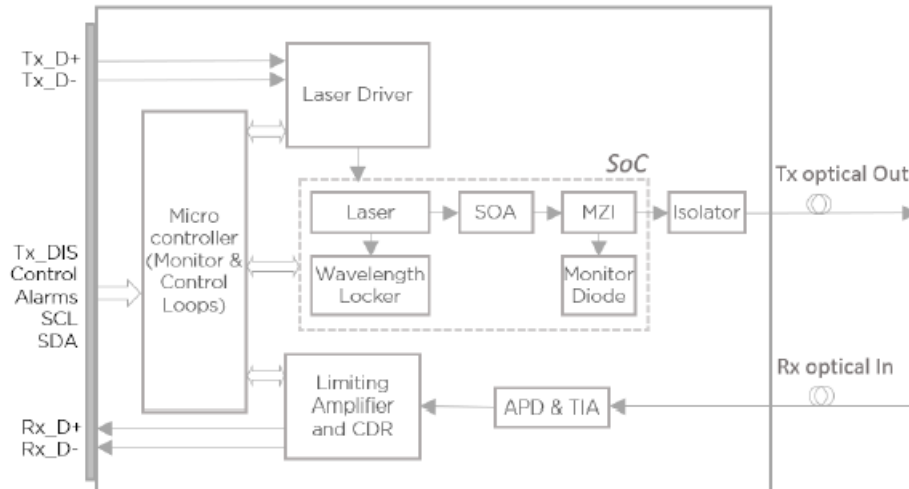 Tx_D+
Tx_D-
Laser Driver
SoC
Tx optical Out
Laser
SOA
MZI
Isolator
Micro
controller
(Monitor &
Control
Loops)
Wavelength
Locker
Monitor
Diode
Tx_DIS
Control
Alarms
SCL
SDA
Rx optical In
Limiting
Amplifier
and CDR
APD & TIA
Rx_D+
Rx_D-